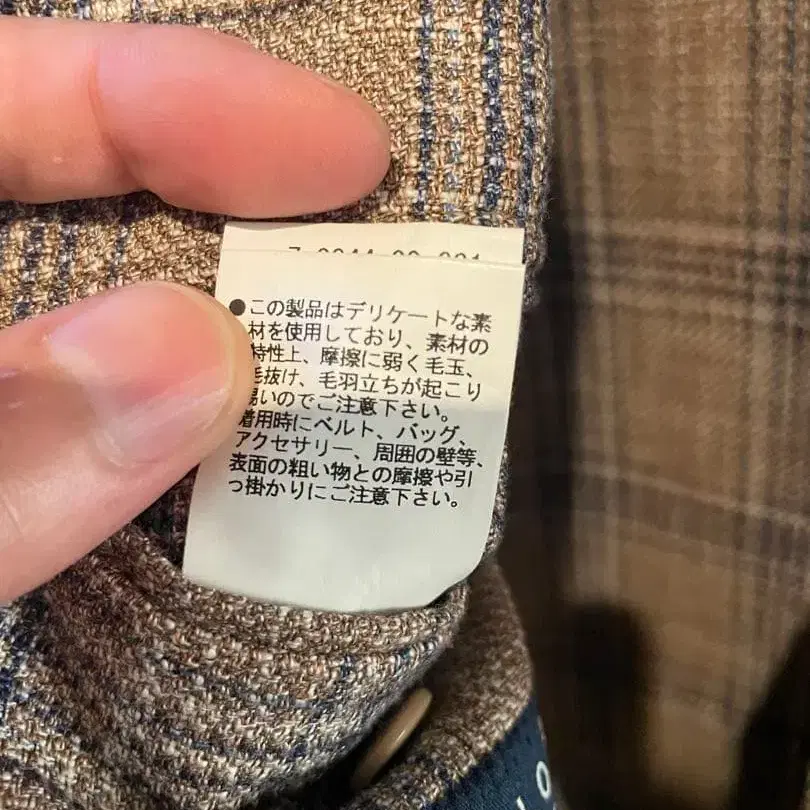 ●この製品はデリケートな素
材を使用しており、素材の
特性上、摩擦に弱く毛玉、
毛抜け、毛羽立ちが起こり
易いのでご注意下さい。
着用時にベルト、バッグ、
アクセサリー、周囲の壁等、
表面の粗い物との摩擦や引
っ掛かりにご注意下さい。
lo